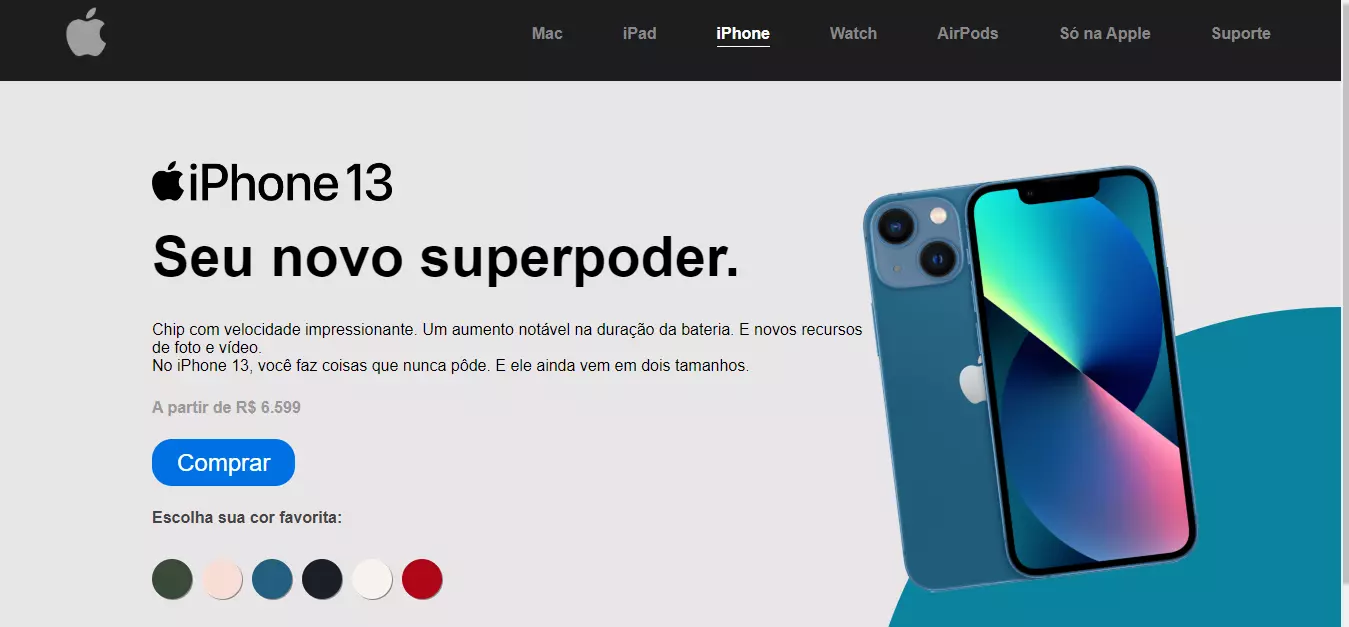 Mac iPad iPhone Watch AirPods Só na Apple Suporte
iPhone 13
Seu novo superpoder.
Chip com velocidade impressionante. Um aumento notável na duração da bateria. E novos recursos
de foto e vídeo.
No iPhone 13, você faz coisas que nunca pôde. E ele ainda vem em dois tamanhos.
A partir de R$ 6.599
Comprar
Escolha sua cor favorita: